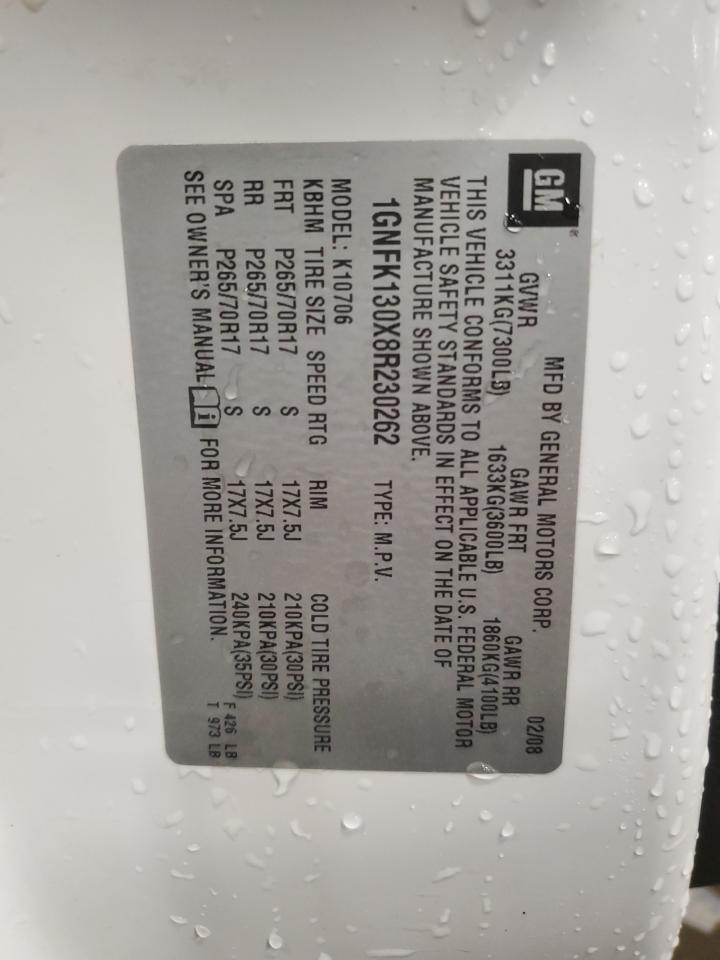 GM
MFD BY GENERAL MOTORS CORP. 02/08
GVWR GAWR FRT GAWR RR
3311KG(7300LB) 1633KG(3600LB) 1860KG(4100LB)
THIS VEHICLE CONFORMS TO ALL APPLICABLE U.S. FEDERAL MOTOR
VEHICLE SAFETY STANDARDS IN EFFECT ON THE DATE OF
MANUFACTURE SHOWN ABOVE.
1GNFK130X8R230262 TYPE: M.P.V.
MODEL: K10706
KBHM TIRE SIZE SPEED RTG RIM COLD TIRE PRESSURE
FRT P265/70R17 S 17X7.5J 210KPA(30PSI)
RR P265/70R17 S 17X7.5J 210KPA(30PSI)
SPA P265/70R17 S 17X7.5J 240KPA(35PSI)
SEE OWNER'S MANUAL i FOR MORE INFORMATION.
F 426 LB
T 973 LB